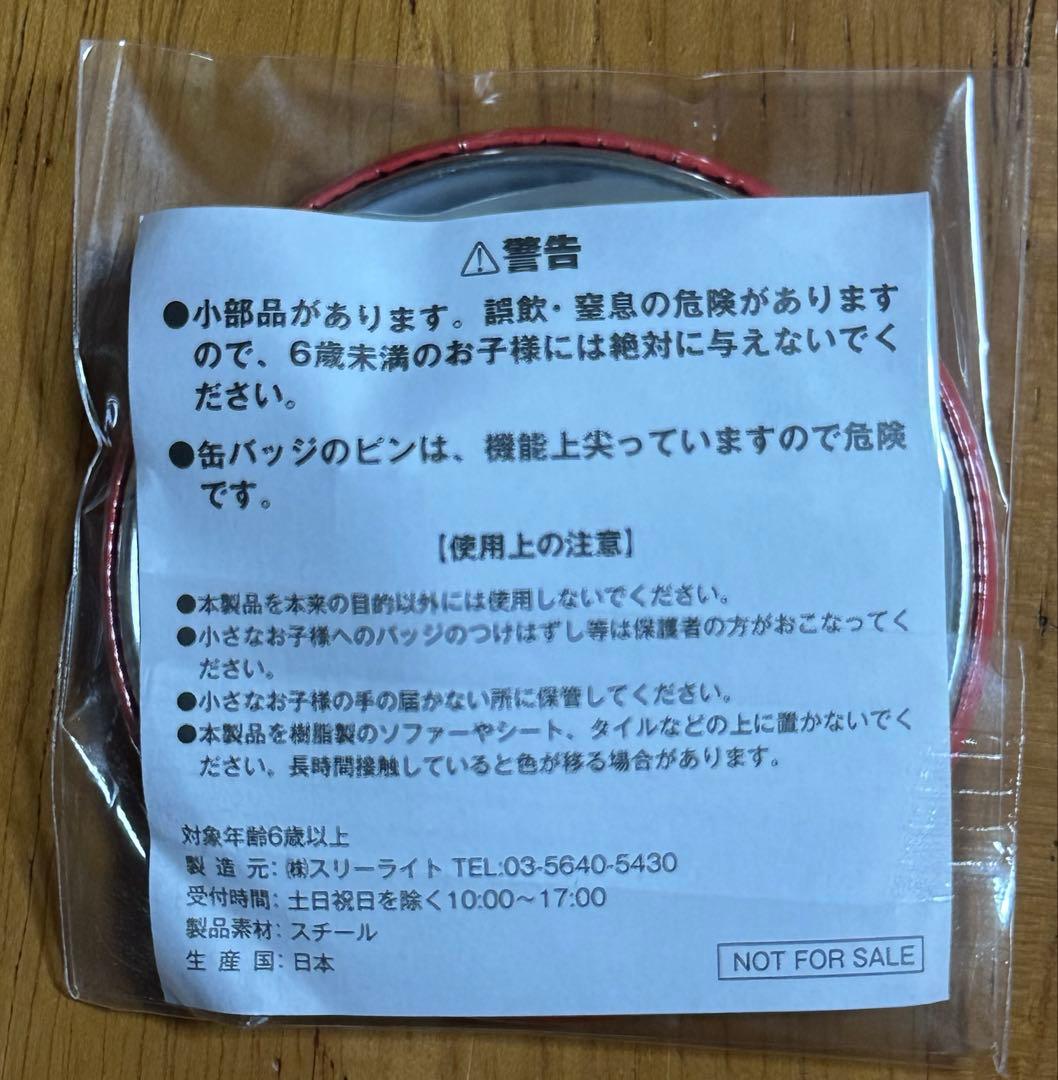 ⚠警告
●小部品があります。誤飲・窒息の危険があります
ので、6歳未満のお子様には絶対に与えないでく
ださい。
●缶バッジのピンは、機能上尖っていますので危険
です。
【使用上の注意】
●本製品を本来の目的以外には使用しないでください。
●小さなお子様へのバッジのつけはずし等は保護者の方がおこなってく
ださい。
●小さなお子様の手の届かない所に保管してください。
●本製品を樹脂製のソファーやシート、タイルなどの上に置かないでく
ださい。長時間接触していると色が移る場合があります。
対象年齢6歳以上
製造元:㈱スリーライト TEL:03-5640-5430
受付時間:土日祝日を除く10:00～17:00
製品素材:スチール
生産国:日本
NOT FOR SALE